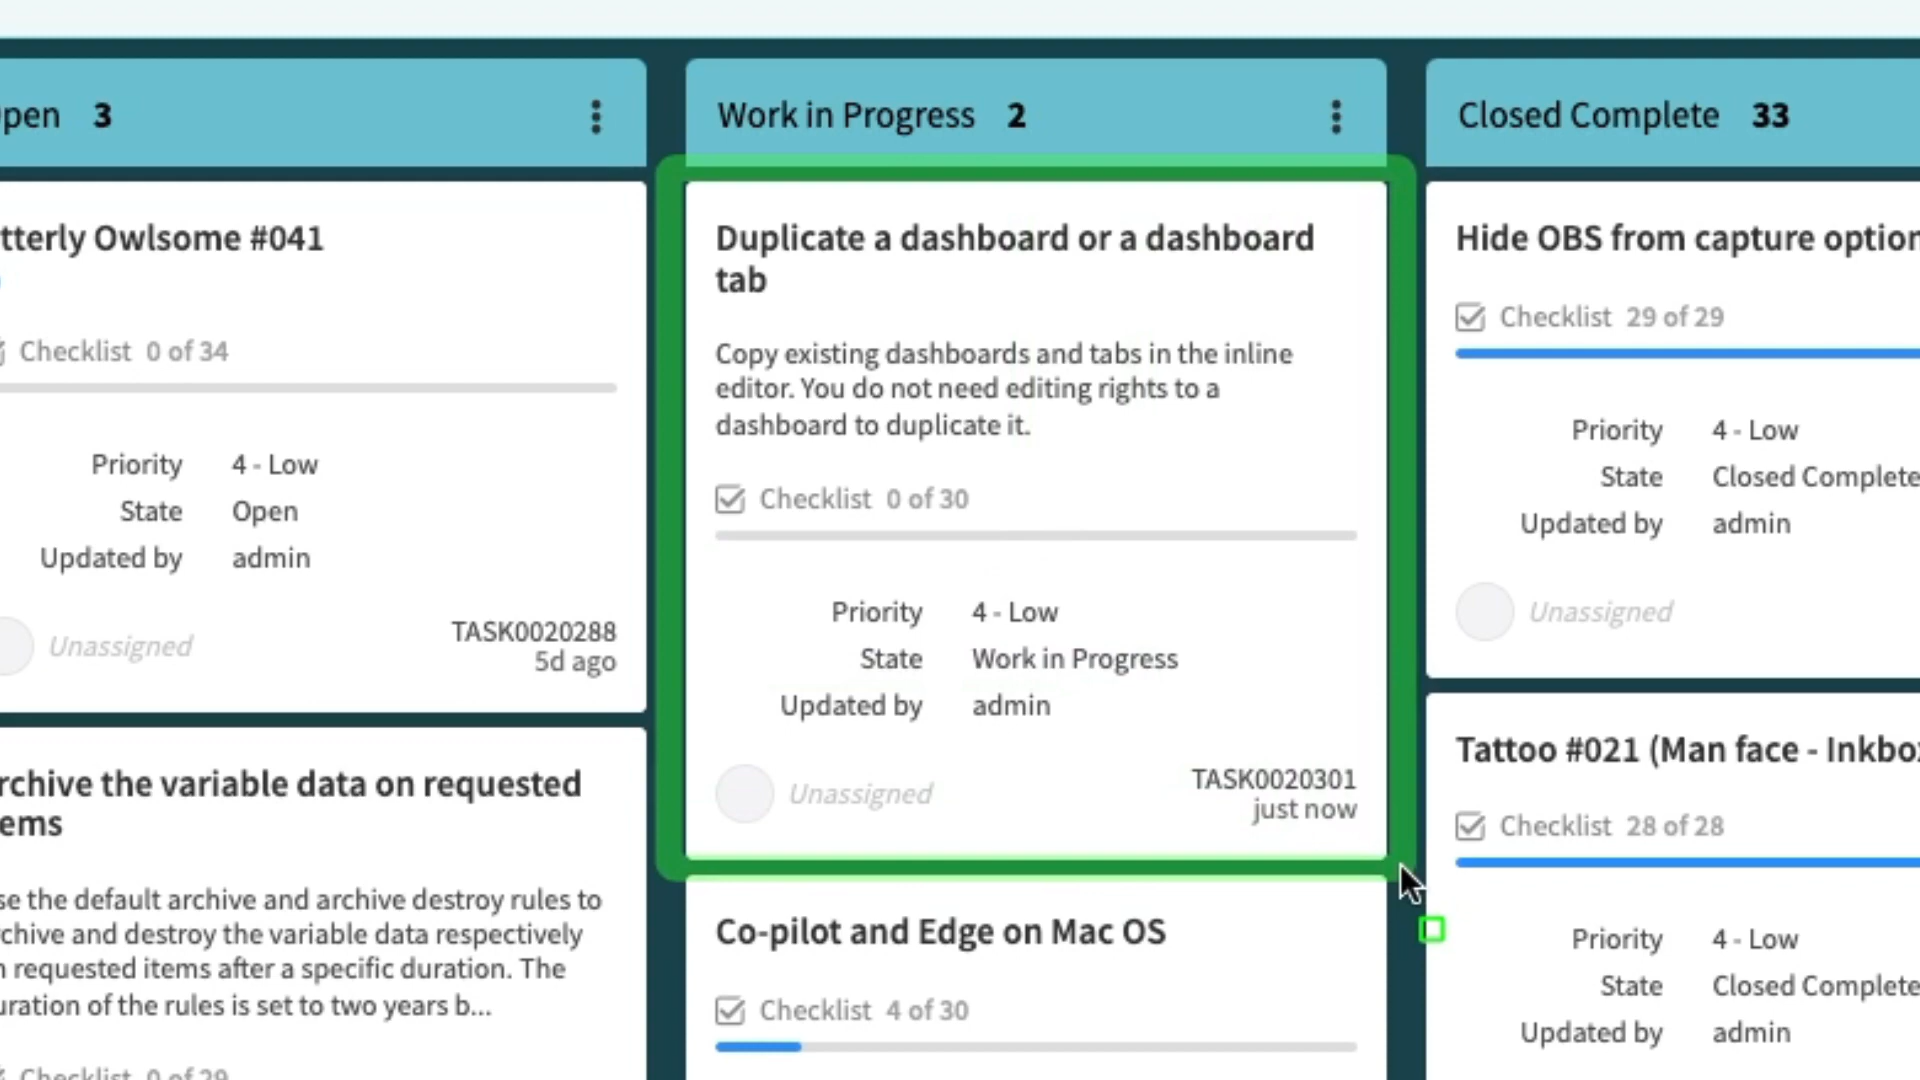 pen 3
tterly Owlsome #041
Checklist 0 of 34
Priority 4 - Low
State Open
Updated by admin
Unassigned
TASK0020288
5d ago
rchive the variable data on requested
ems
se the default archive and archive destroy rules to
rchive and destroy the variable data respectively
n requested items after a specific duration. The
uration of the rules is set to two years b...
Checklist 0 of 29
Work in Progress 2
Duplicate a dashboard or a dashboard
tab
Copy existing dashboards and tabs in the inline
editor. You do not need editing rights to a
dashboard to duplicate it.
Checklist 0 of 30
Priority 4 - Low
State Work in Progress
Updated by admin
Unassigned
TASK0020301
just now
Co-pilot and Edge on Mac OS
Checklist 4 of 30
Closed Complete 33
Hide OBS from capture option
Checklist 29 of 29
Priority 4 - Low
State Closed Complete
Updated by admin
Unassigned
Tattoo #021 (Man face - Inkbo
Checklist 28 of 28
Priority 4 - Low
State Closed Complete
Updated by admin